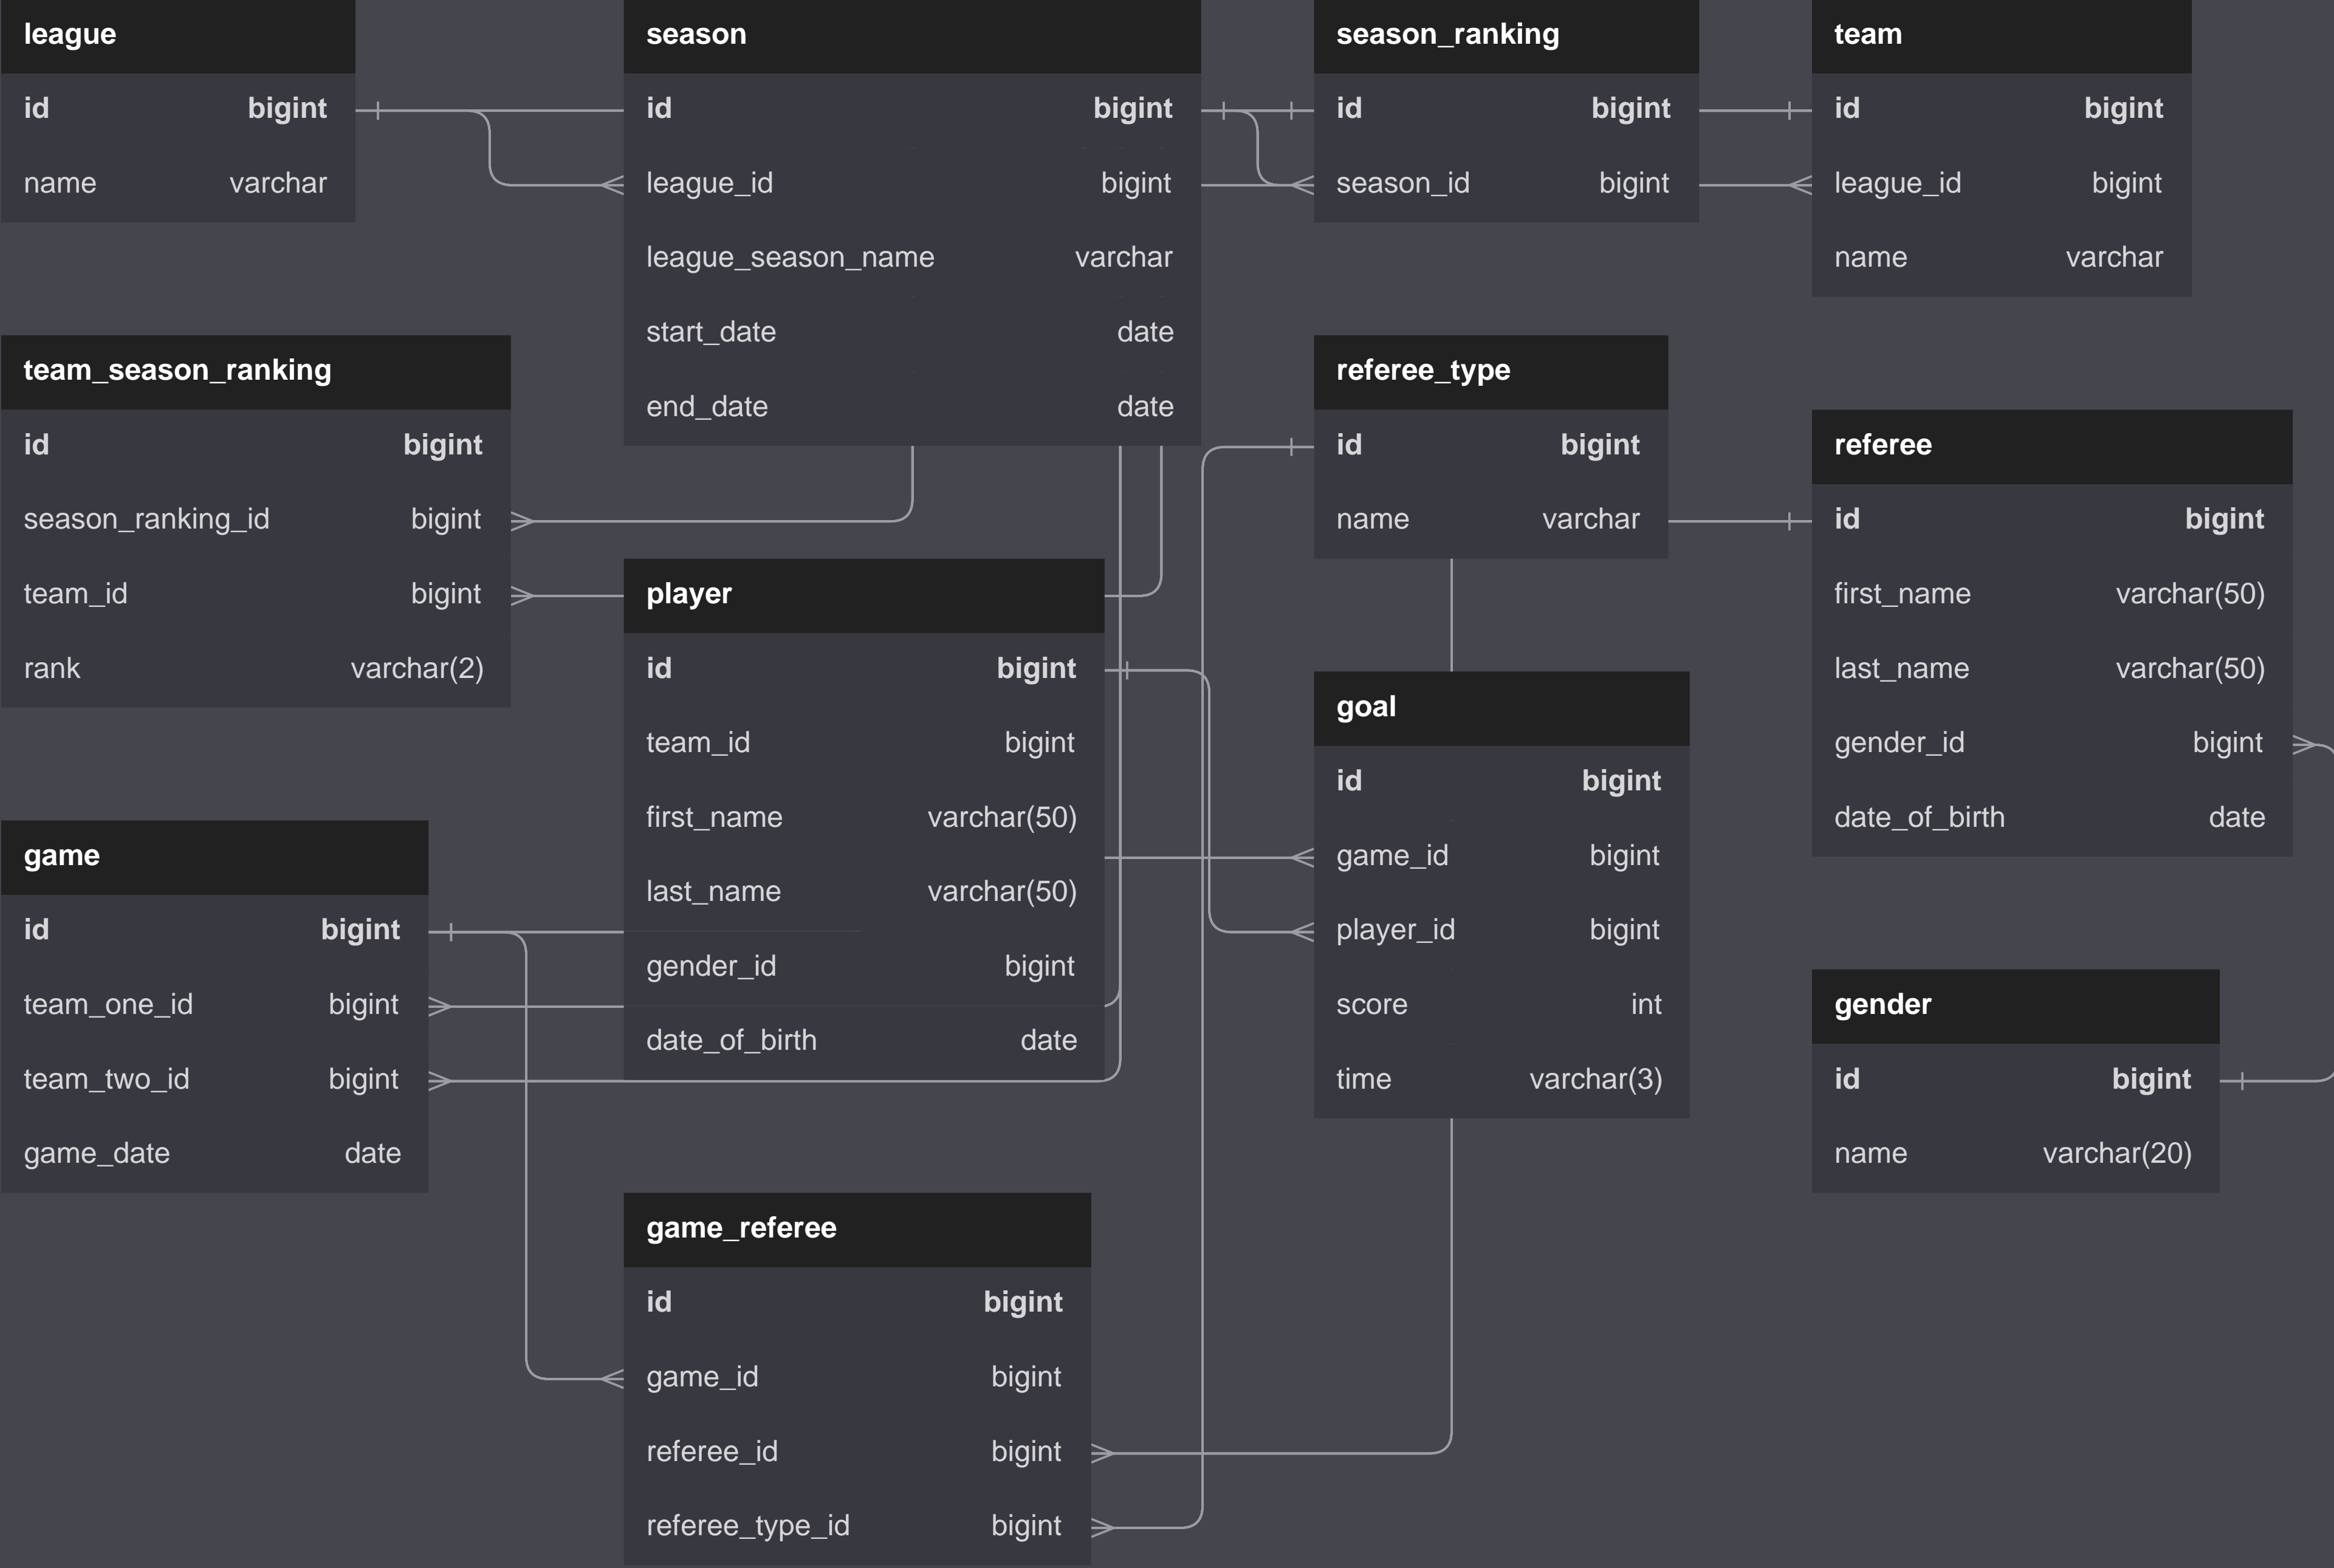 league
id bigint
name varchar
season
id bigint
league_id bigint
league_season_name varchar
start_date date
end_date date
season_ranking
id bigint
season_id bigint
team
id bigint
league_id bigint
name varchar
team_season_ranking
id bigint
season_ranking_id bigint
team_id bigint
rank varchar(2)
player
id bigint
team_id bigint
first_name varchar(50)
last_name varchar(50)
gender_id bigint
date_of_birth date
referee_type
id bigint
name varchar
referee
id bigint
first_name varchar(50)
last_name varchar(50)
gender_id bigint
date_of_birth date
goal
id bigint
game_id bigint
player_id bigint
score int
time varchar(3)
game
id bigint
team_one_id bigint
team_two_id bigint
game_date date
gender
id bigint
name varchar(20)
game_referee
id bigint
game_id bigint
referee_id bigint
referee_type_id bigint